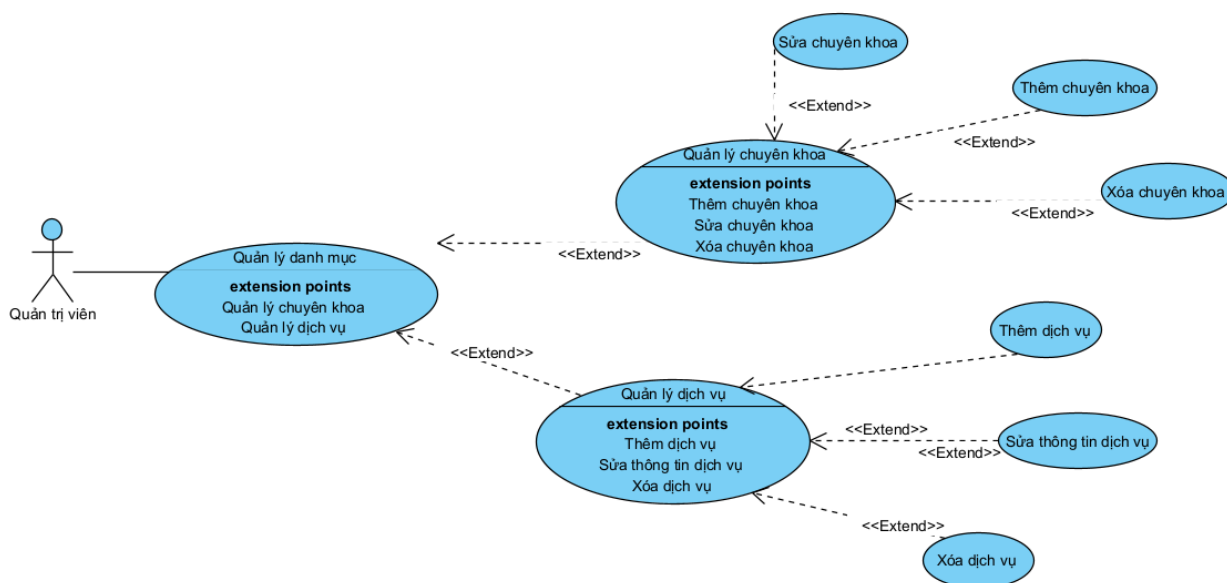 Sửa chuyên khoa
<<Extend>>
Thêm chuyên khoa
<<Extend>>
Quản lý chuyên khoa
extension points
Thêm chuyên khoa
Sửa chuyên khoa
Xóa chuyên khoa
Xóa chuyên khoa
<<Extend>>
<<Extend>>
Quản trị viên
Quản lý danh mục
extension points
Quản lý chuyên khoa
Quản lý dịch vụ
<<Extend>>
Thêm dịch vụ
Quản lý dịch vụ
extension points
Thêm dịch vụ
Sửa thông tin dịch vụ
Xóa dịch vụ
<<Extend>>
<<Extend>>
Sửa thông tin dịch vụ
<<Extend>>
Xóa dịch vụ